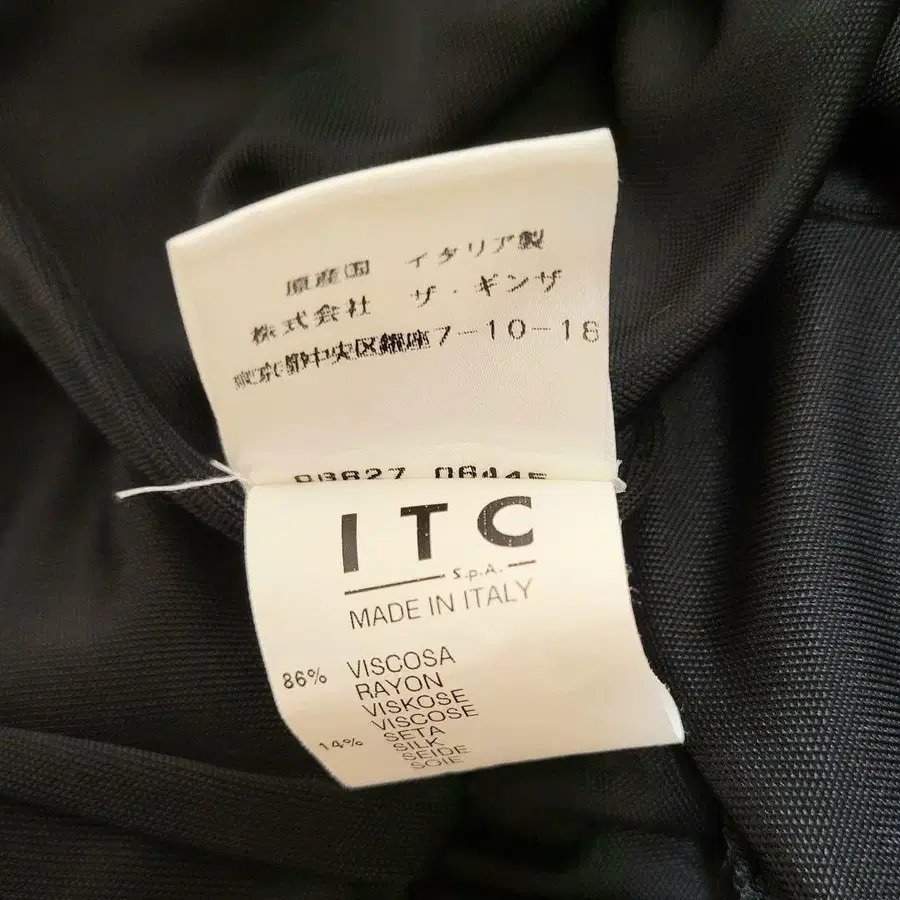 原産国 イタリア製
株式会社 ザ・ギンザ
東京都中央区銀座7-10-18
ITC
S.p.A.
MADE IN ITALY
86% VISCOSA
RAYON
VISKOSE
VISCOSE
14% SETA
SILK
SEIDE
SOIE